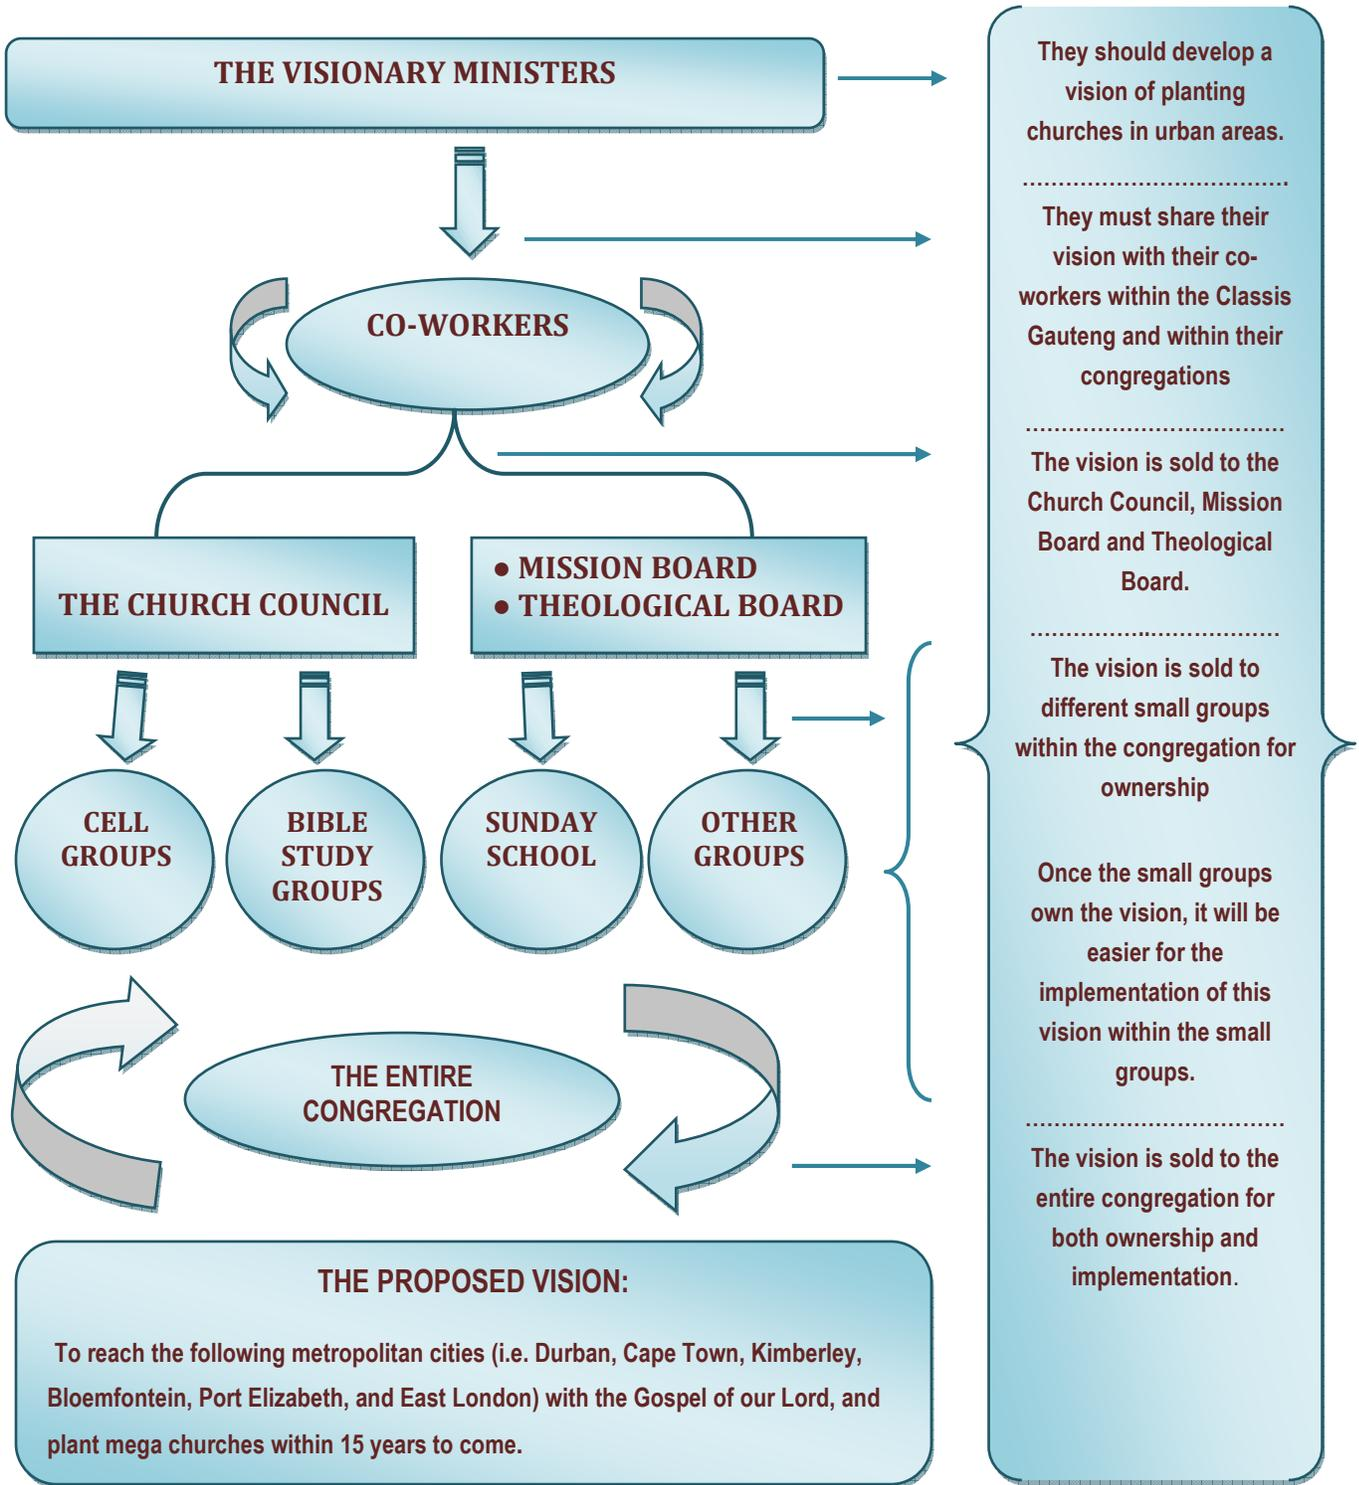 THE VISIONARY MINISTERS
CO-WORKERS
THE CHURCH COUNCIL
● MISSION BOARD
● THEOLOGICAL BOARD
CELL
GROUPS
BIBLE
STUDY
GROUPS
SUNDAY
SCHOOL
OTHER
GROUPS
THE ENTIRE
CONGREGATION
THE PROPOSED VISION:
To reach the following metropolitan cities (i.e. Durban, Cape Town, Kimberley,
Bloemfontein, Port Elizabeth, and East London) with the Gospel of our Lord, and
plant mega churches within 15 years to come.
They should develop a
vision of planting
churches in urban areas.
……………………………….
They must share their
vision with their co-
workers within the Classis
Gauteng and within their
congregations
………………………………
The vision is sold to the
Church Council, Mission
Board and Theological
Board.
……………..………………
The vision is sold to
different small groups
within the congregation for
ownership
Once the small groups
own the vision, it will be
easier for the
implementation of this
vision within the small
groups.
………………………………
The vision is sold to the
entire congregation for
both ownership and
implementation.